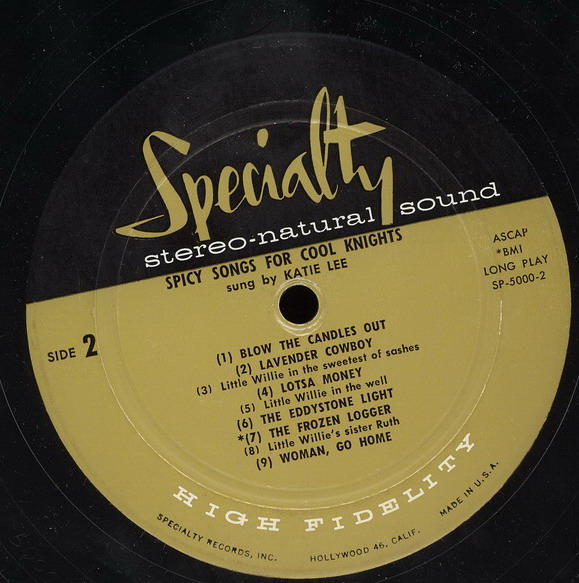 Specialty
stereo-natural sound
SPICY SONGS FOR COOL KNIGHTS
sung by KATIE LEE
ASCAP
*BMI
LONG PLAY
SP-5000-2
SIDE 2
(1) BLOW THE CANDLES OUT
(2) LAVENDER COWBOY
(3) Little Willie in the sweetest of sashes
(4) LOTSA MONEY
(5) Little Willie in the well
(6) THE EDDYSTONE LIGHT
*(7) THE FROZEN LOGGER
(8) Little Willie's sister Ruth
(9) WOMAN, GO HOME
HIGH FIDELITY
SPECIALTY RECORDS, INC. HOLLYWOOD 46, CALIF. MADE IN U.S.A.